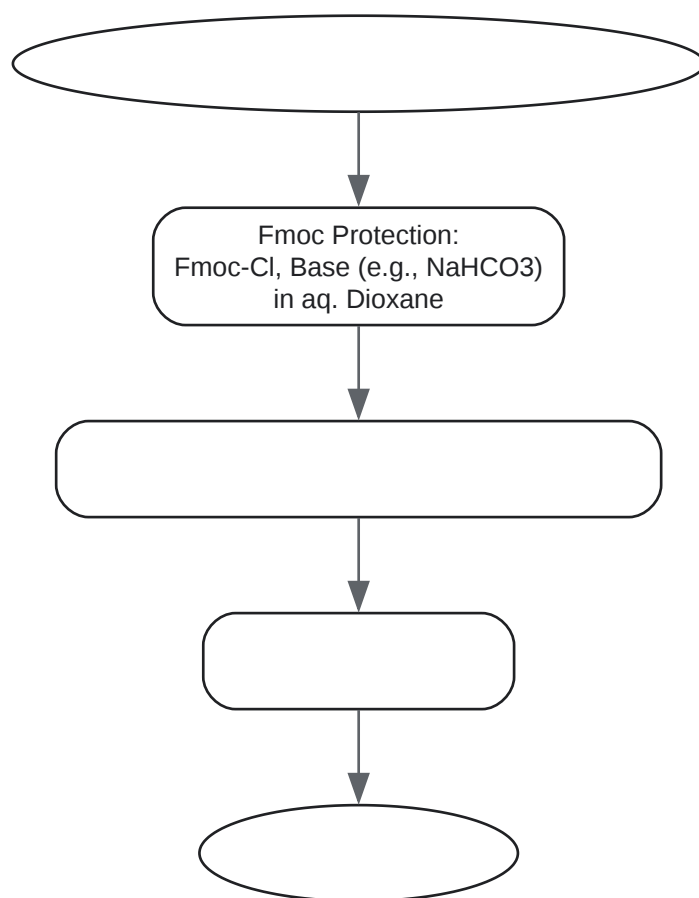 Fmoc Protection:
Fmoc-Cl, Base (e.g., NaHCO3)
in aq. Dioxane